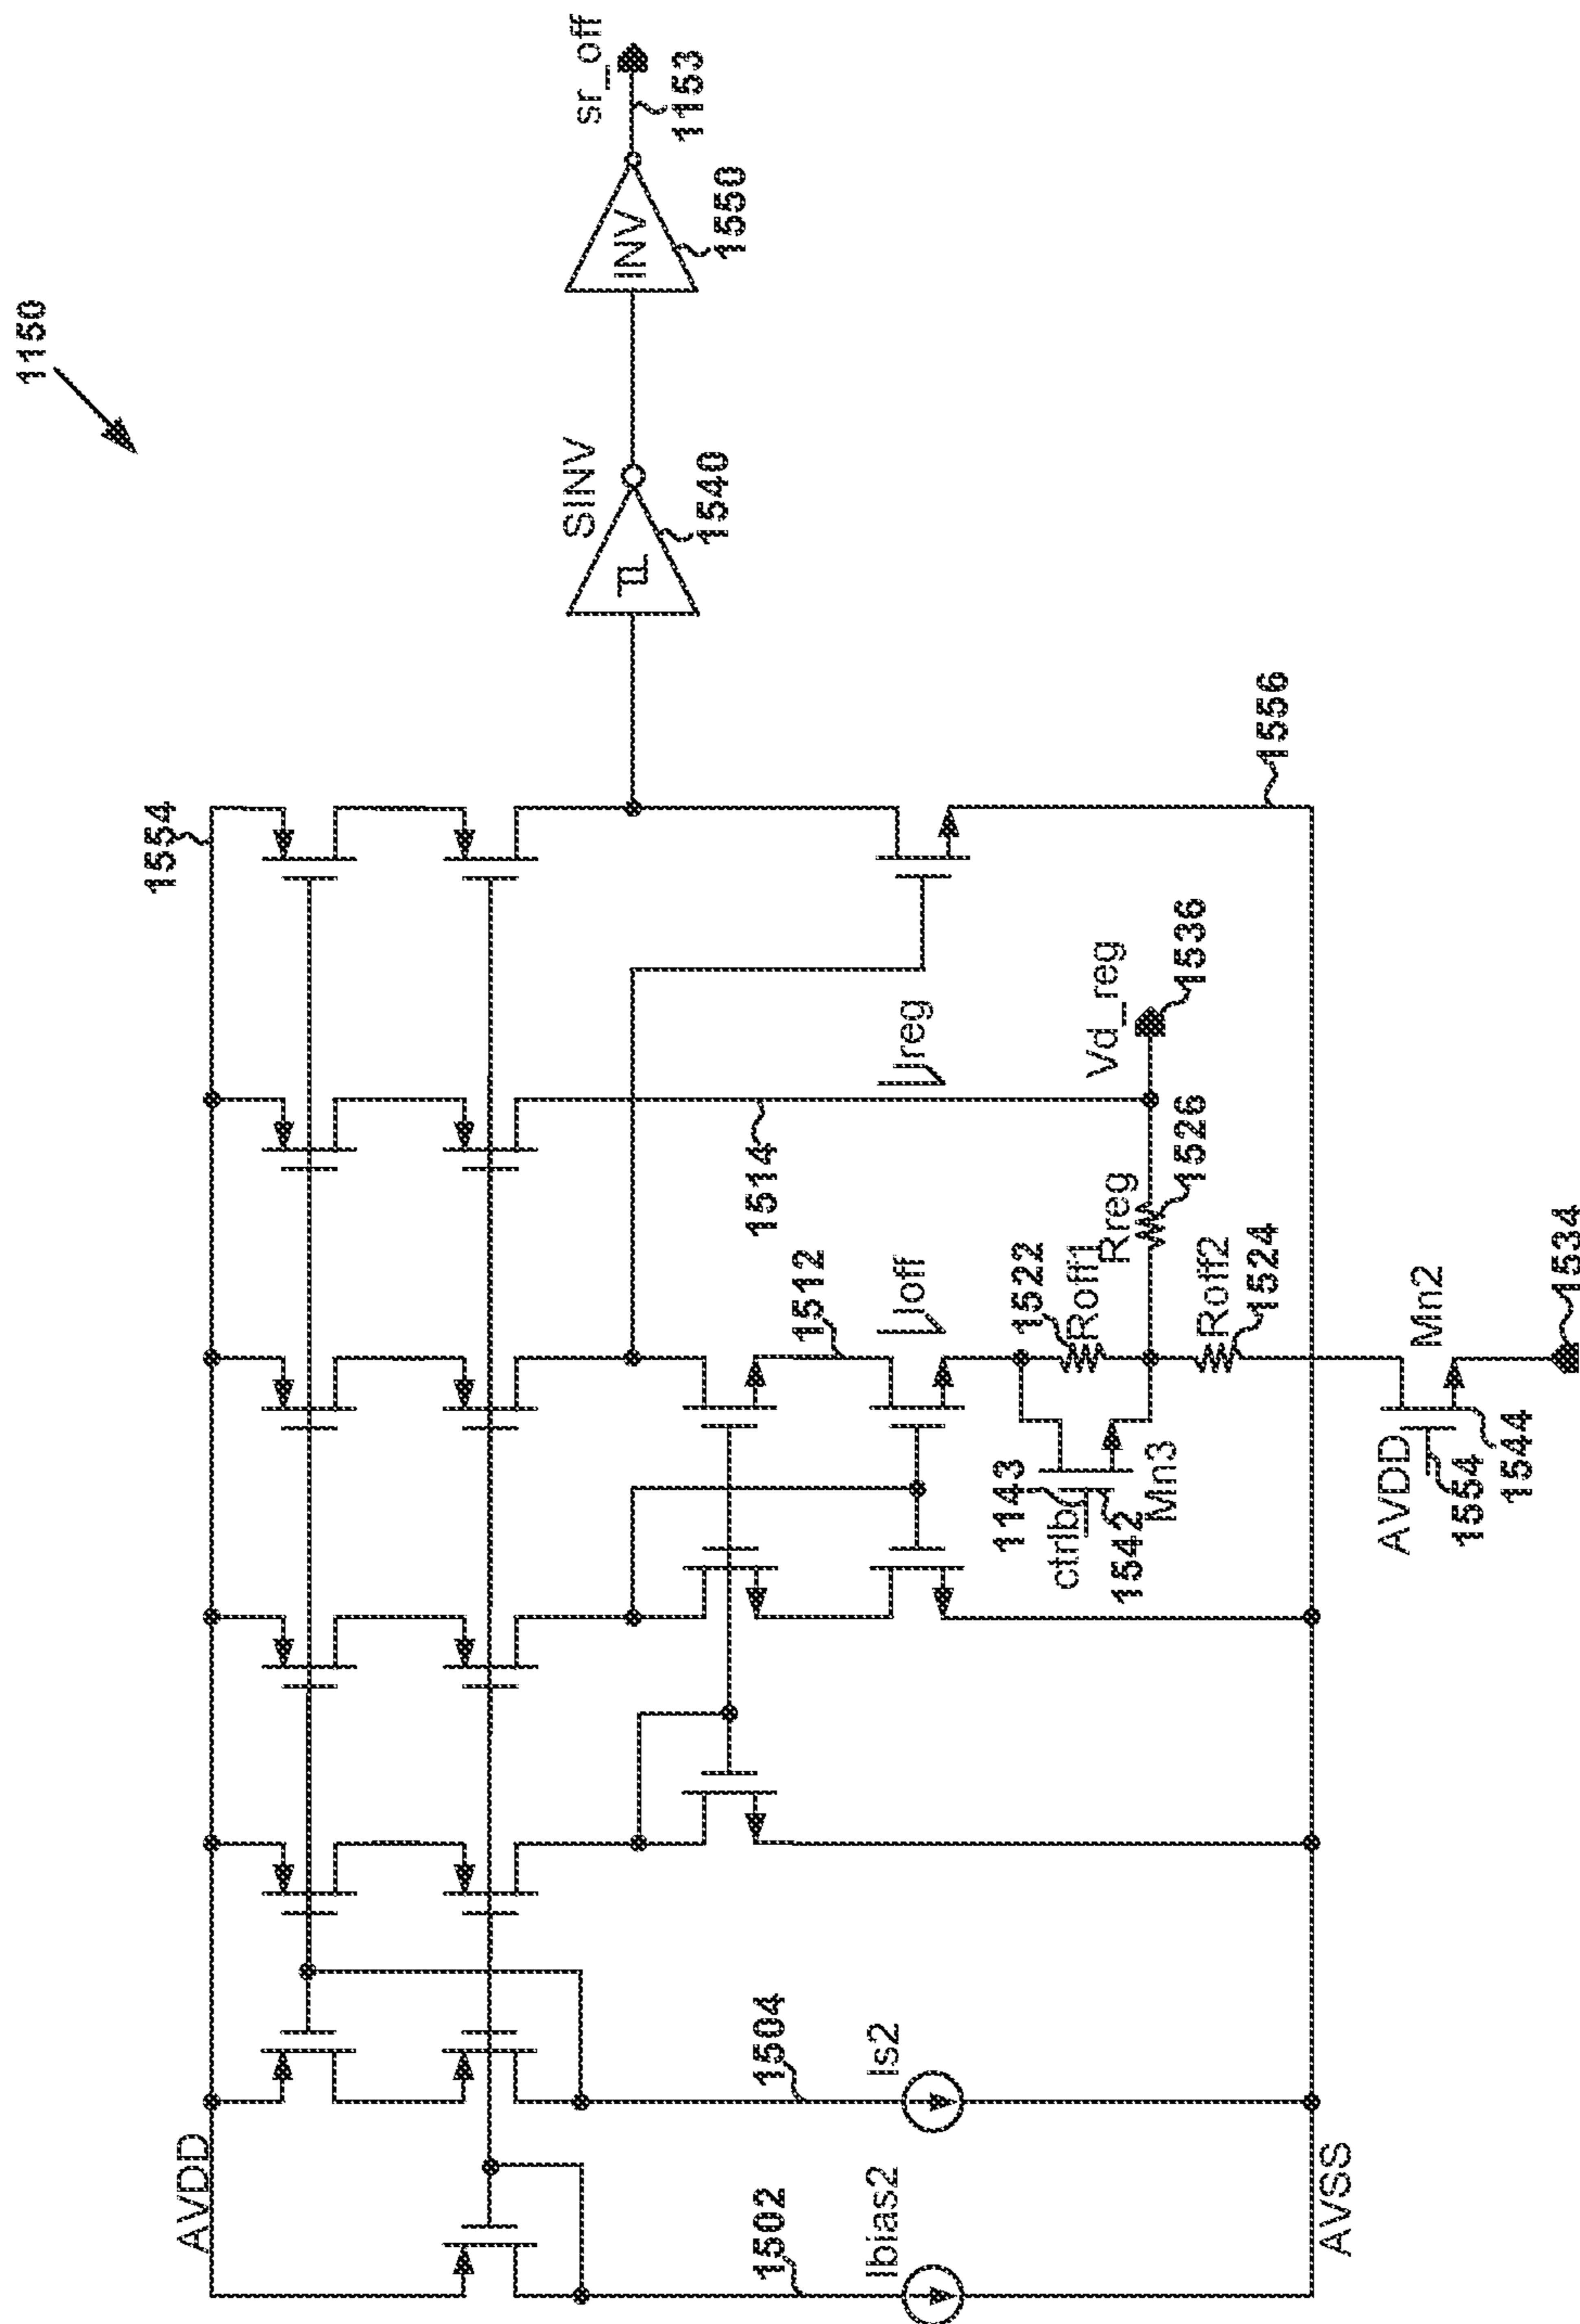 1150
AVDD
1554
SINV
1540
INV
1550
sr_off
1153
Ibias2
1502
Is2
1504
1512
Ioff
1514
Ireg
1143
ctrlb
1542
Mn3
1522
Roff1
Rreg
1526
Vd_reg
1536
Roff2
1524
AVSS
1556
AVDD
1554
Mn2
1544
1534